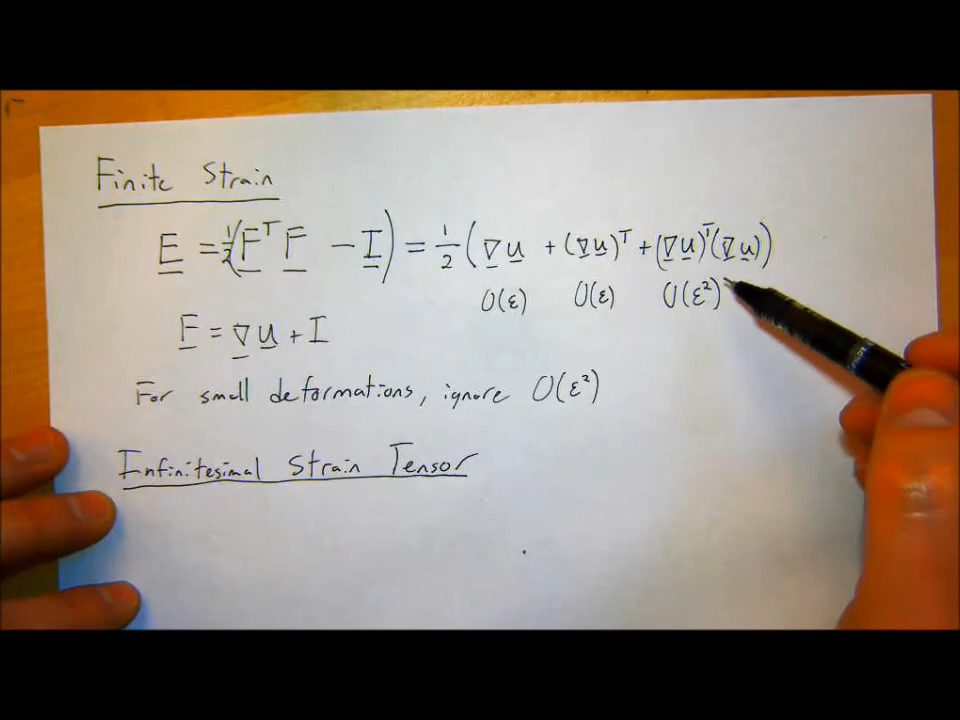 Finite Strain
E = ½(FᵀF - I) = ½(∇u + (∇u)ᵀ + (∇u)ᵀ(∇u))
O(ε) O(ε) O(ε²)
F = ∇u + I
For small deformations, ignore O(ε²)
Infinitesimal Strain Tensor